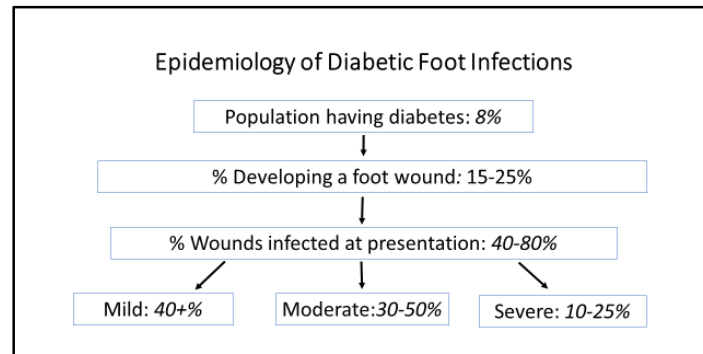 Epidemiology of Diabetic Foot Infections
Population having diabetes: 8%
% Developing a foot wound: 15-25%
% Wounds infected at presentation: 40-80%
Mild: 40+%
Moderate:30-50%
Severe: 10-25%